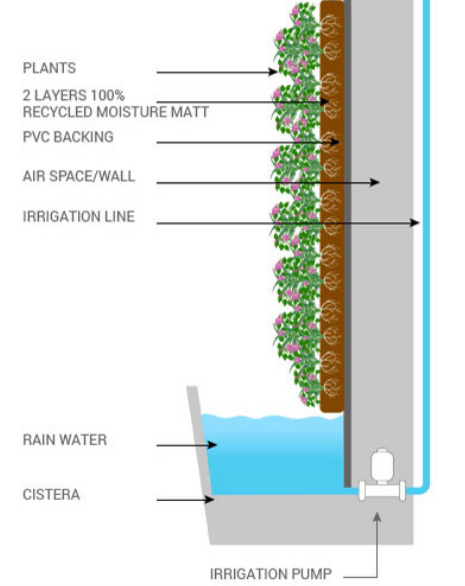 PLANTS
2 LAYERS 100%
RECYCLED MOISTURE MATT
PVC BACKING
AIR SPACE/WALL
IRRIGATION LINE
RAIN WATER
CISTERA
IRRIGATION PUMP